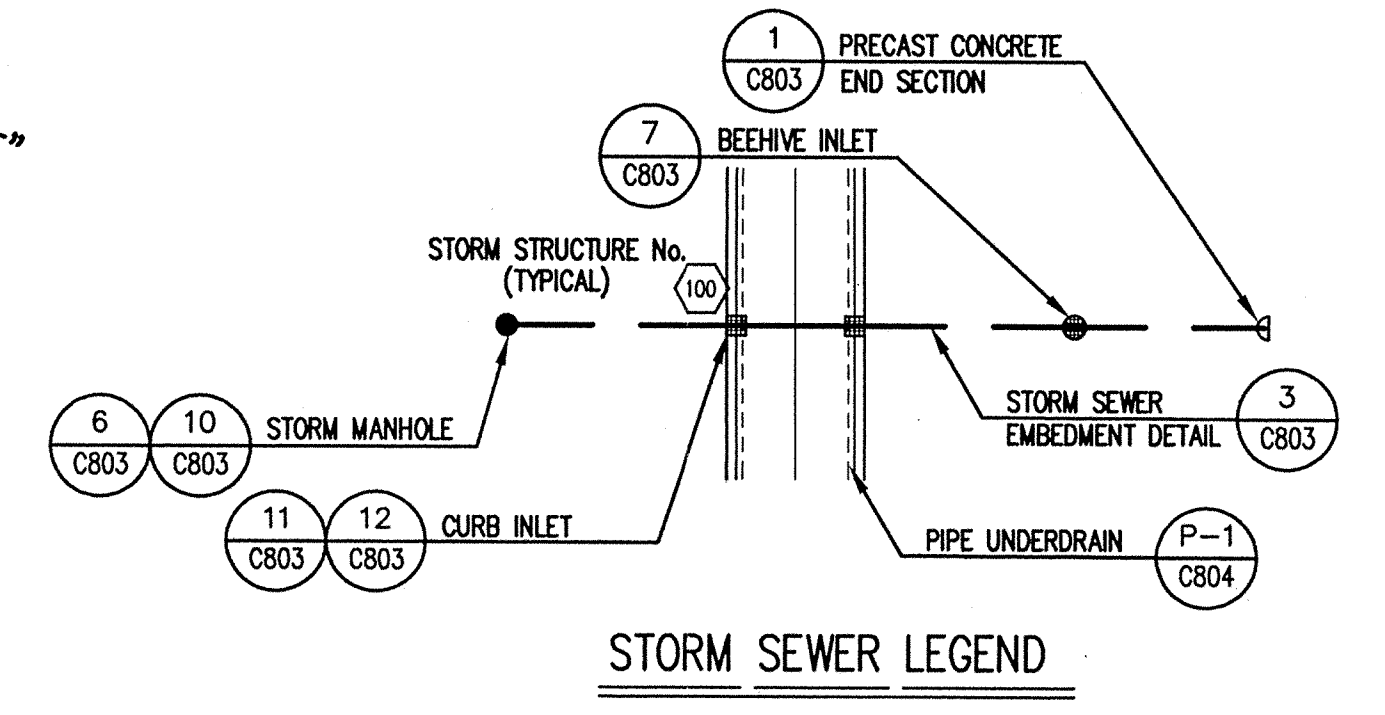 1
C803
PRECAST CONCRETE
END SECTION
7
C803
BEEHIVE INLET
STORM STRUCTURE No.
(TYPICAL)
100
6
C803
10
C803
STORM MANHOLE
STORM SEWER
EMBEDMENT DETAIL
3
C803
11
C803
12
C803
CURB INLET
PIPE UNDERDRAIN
P-1
C804
STORM SEWER LEGEND